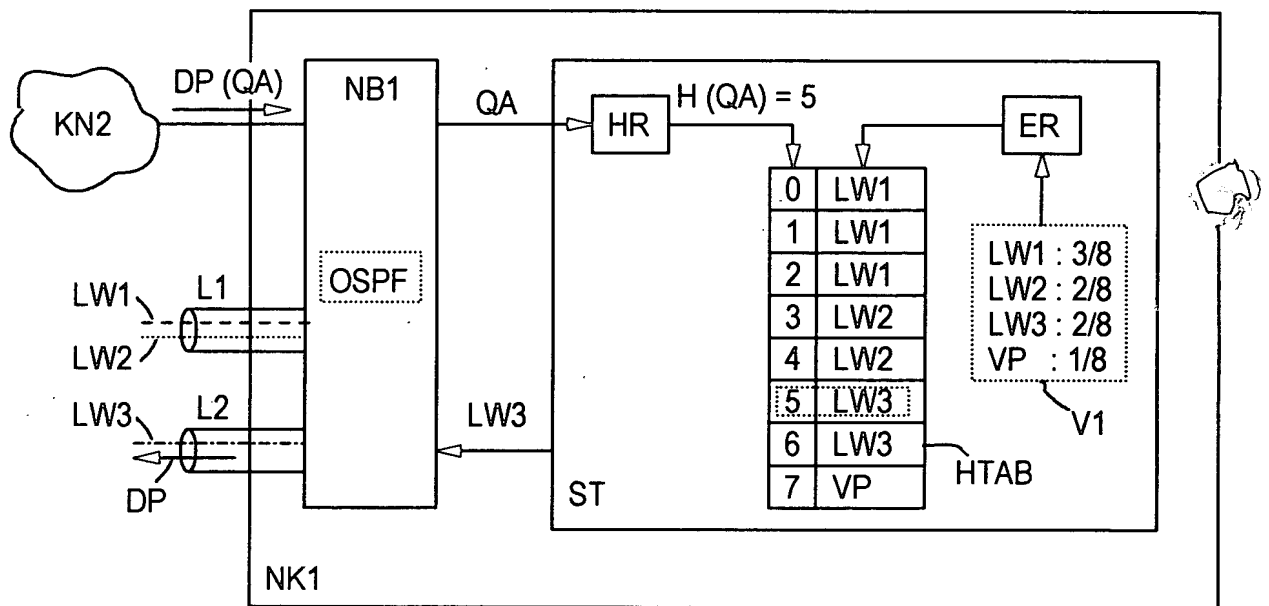 DP (QA)
KN2
NB1
QA
HR
H (QA) = 5
ER
0 LW1
1 LW1
2 LW1
3 LW2
4 LW2
5 LW3
6 LW3
7 VP
LW1 : 3/8
LW2 : 2/8
LW3 : 2/8
VP : 1/8
V1
HTAB
OSPF
LW1
L1
LW2
LW3
L2
DP
LW3
ST
NK1